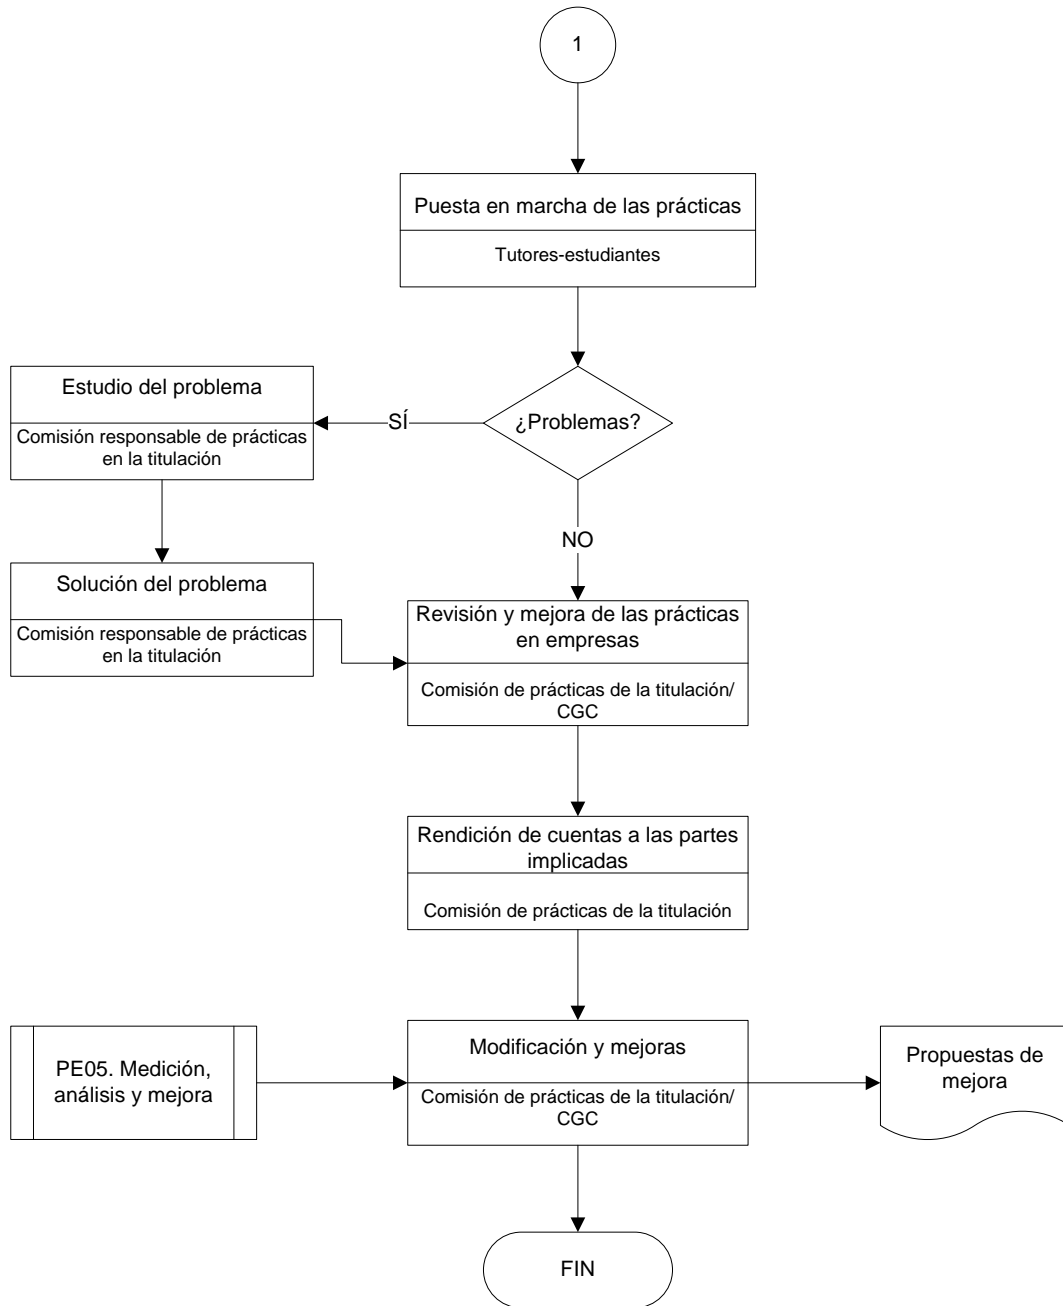 1
Puesta en marcha de las prácticas
Tutores-estudiantes
¿Problemas?
SÍ
Estudio del problema
Comisión responsable de prácticas
en la titulación
Solución del problema
Comisión responsable de prácticas
en la titulación
NO
Revisión y mejora de las prácticas
en empresas
Comisión de prácticas de la titulación/
CGC
Rendición de cuentas a las partes
implicadas
Comisión de prácticas de la titulación
PE05. Medición,
análisis y mejora
Modificación y mejoras
Comisión de prácticas de la titulación/
CGC
Propuestas de
mejora
FIN